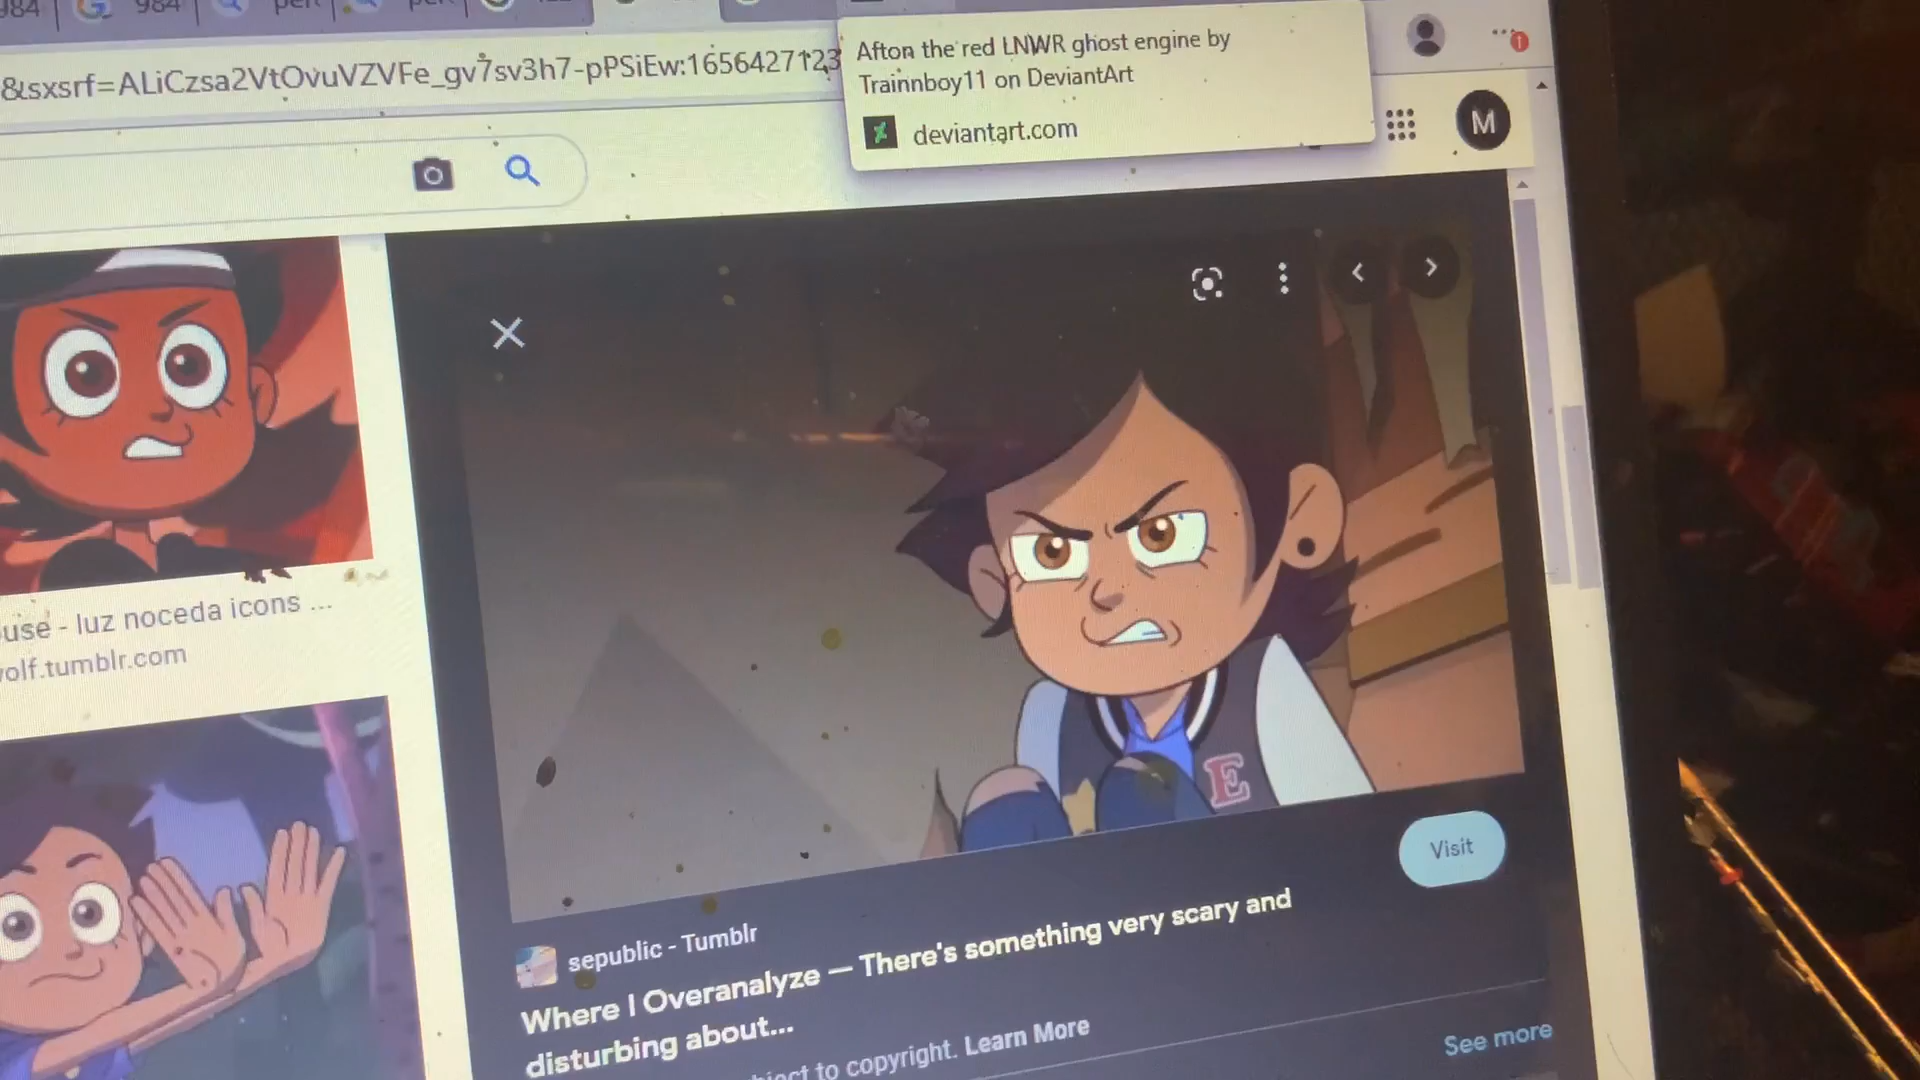 984
984
&sxsrf=ALiCzsa2VtOvuVZVFe_gv7sv3h7-pPSiEw:1656427123
Afton the red LNWR ghost engine by
Trainnboy11 on DeviantArt
deviantart.com
M
use - luz noceda icons ...
olf.tumblr.com
E
Visit
sepublic - Tumblr
Where I Overanalyze — There's something very scary and
disturbing about...
to copyright. Learn More
See more